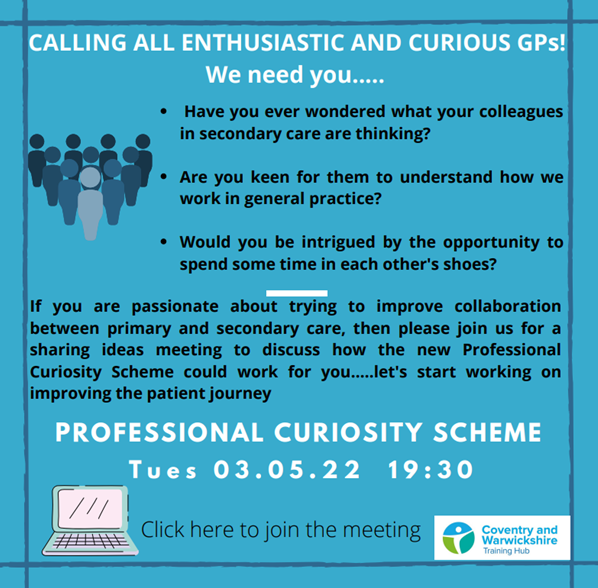 CALLING ALL ENTHUSIASTIC AND CURIOUS GPs!
We need you.....
• Have you ever wondered what your colleagues
in secondary care are thinking?
• Are you keen for them to understand how we
work in general practice?
• Would you be intrigued by the opportunity to
spend some time in each other's shoes?
If you are passionate about trying to improve collaboration
between primary and secondary care, then please join us for a
sharing ideas meeting to discuss how the new Professional
Curiosity Scheme could work for you.....let's start working on
improving the patient journey
PROFESSIONAL CURIOSITY SCHEME
Tues 03.05.22 19:30
Click here to join the meeting
Coventry and
Warwickshire
Training Hub